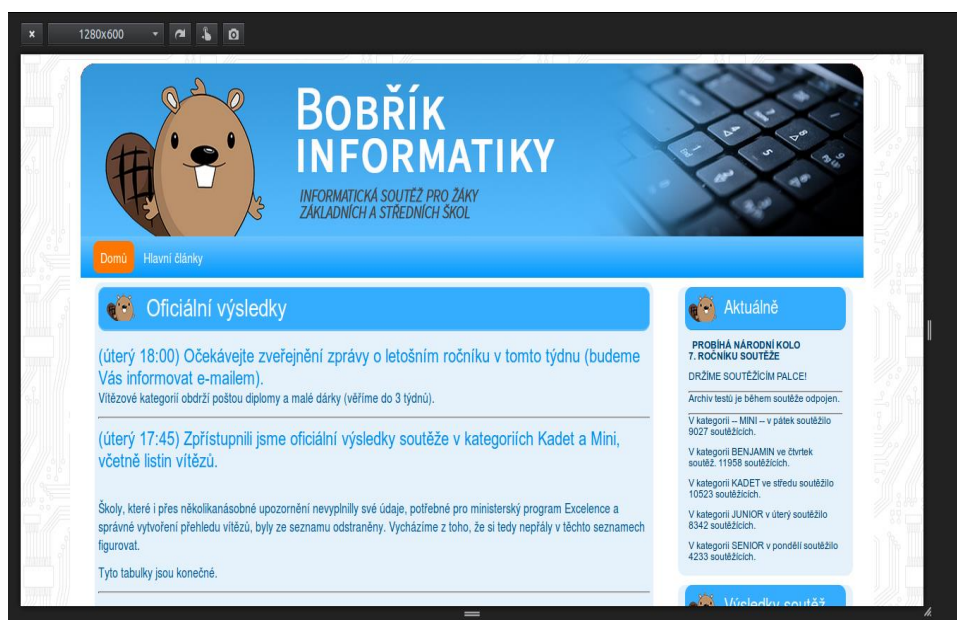 1280x600
BOBŘÍK
INFORMATIKY
INFORMATICKÁ SOUTĚŽ PRO ŽÁKY
ZÁKLADNÍCH A STŘEDNÍCH ŠKOL
Domů Hlavní články
Oficiální výsledky
(úterý 18:00) Očekávejte zveřejnění zprávy o letošním ročníku v tomto týdnu (budeme
Vás informovat e-mailem).
Vítězové kategorií obdrží poštou diplomy a malé dárky (věříme do 3 týdnů).
(úterý 17:45) Zpřístupnili jsme oficiální výsledky soutěže v kategoriích Kadet a Mini,
včetně listin vítězů.
Školy, které i přes několikanásobné upozornění nevyplnilly své údaje, potřebné pro ministerský program Excelence a
správné vytvoření přehledu vítězů, byly ze seznamu odstraněny. Vycházíme z toho, že si tedy nepřály v těchto seznamech
figurovat.
Tyto tabulky jsou konečné.
Aktuálně
PROBÍHÁ NÁRODNÍ KOLO
7. ROČNÍKU SOUTĚŽE
DRŽÍME SOUTĚŽÍCÍM PALCE!
Archiv testů je během soutěže odpojen.
V kategorii -- MINI -- v pátek soutěžilo
9027 soutěžících.
V kategorii BENJAMIN ve čtvrtek
soutěž. 11958 soutěžících.
V kategorii KADET ve středu soutěžilo
10523 soutěžících.
V kategorii JUNIOR v úterý soutěžilo
8342 soutěžících.
V kategorii SENIOR v pondělí soutěžilo
4233 soutěžících.
Výsledky soutěž